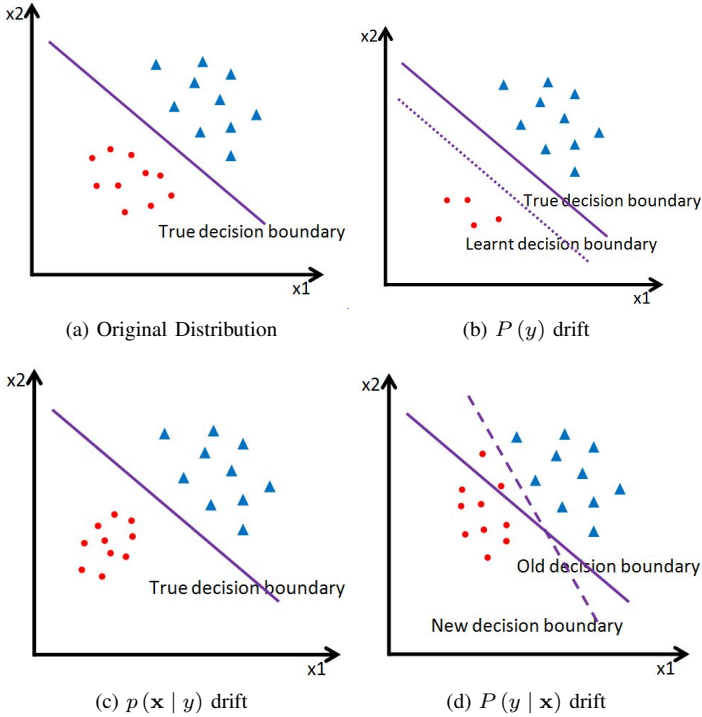 x2
True decision boundary
x1
(a) Original Distribution
x2
True decision boundary
Learnt decision boundary
x1
(b) P (y) drift
x2
True decision boundary
x1
(c) p (x | y) drift
x2
Old decision boundary
New decision boundary
x1
(d) P (y | x) drift